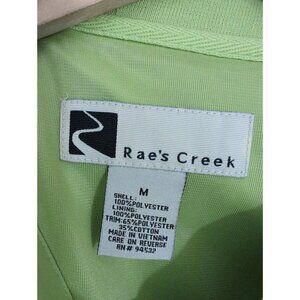 Rae's Creek
M
SHELL:
100%POLYESTER
LINING:
100%POLYESTER
TRIM:65%POLYESTER
35%COTTON
MADE IN VIETNAM
CARE ON REVERSE
RN# 94532